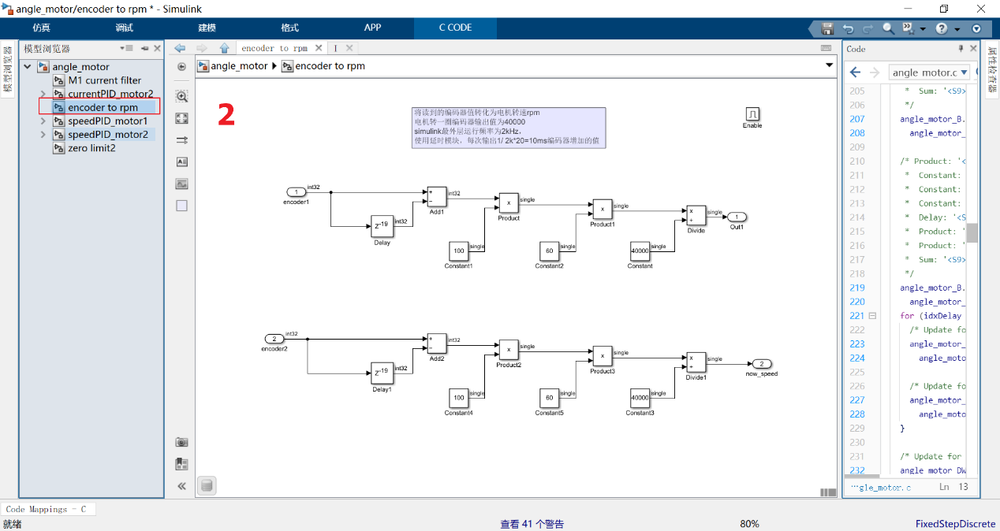 angle_motor/encoder to rpm * - Simulink
仿真 调试 建模 格式 APP C CODE
模型浏览器
模型浏览器
angle_motor
M1 current filter
currentPID_motor2
encoder to rpm
speedPID_motor1
speedPID_motor2
zero limit2
encoder to rpm
I
angle_motor encoder to rpm
2
将读到的编码器值转化为电机转速rpm
电机转一圈编码器输出值为40000
simulink最外层运行频率为2kHz,
使用延时模块，每次输出1/ 2k*20=10ms编码器增加的值
Enable
1
encoder1
int32
Z-19
Delay
int32
+
−
Add1
int32
x
Product
single
100
Constant1
single
x
Product1
single
60
Constant2
single
x
÷
Divide
single
40000
Constant
single
1
Out1
2
encoder2
int32
Z-19
Delay1
int32
+
−
Add2
int32
x
Product2
single
100
Constant4
single
x
Product3
single
60
Constant5
single
x
÷
Divide1
single
40000
Constant3
single
2
now_speed
Code
angle motor.c
205 * Sum: '<S9>
206 */
207 angle_motor_B.
208 angle_motor_
209
210 /* Product: '<
211 * Constant:
212 * Constant:
213 * Constant:
214 * Delay: '<S
215 * Product: '
216 * Product: '
217 * Sum: '<S9>
218 */
219 angle_motor_B.
220 angle_motor_
221 for (idxDelay
222 /* Update fo
223 angle_motor_
224 angle_moto
225
226 /* Update fo
227 angle_motor_
228 angle_moto
229 }
230
231 /* Update for
232 angle motor DW
⋯gle_motor.c Ln 13
属性检查器
Code Mappings - C
就绪 查看 41 个警告 80% FixedStepDiscrete